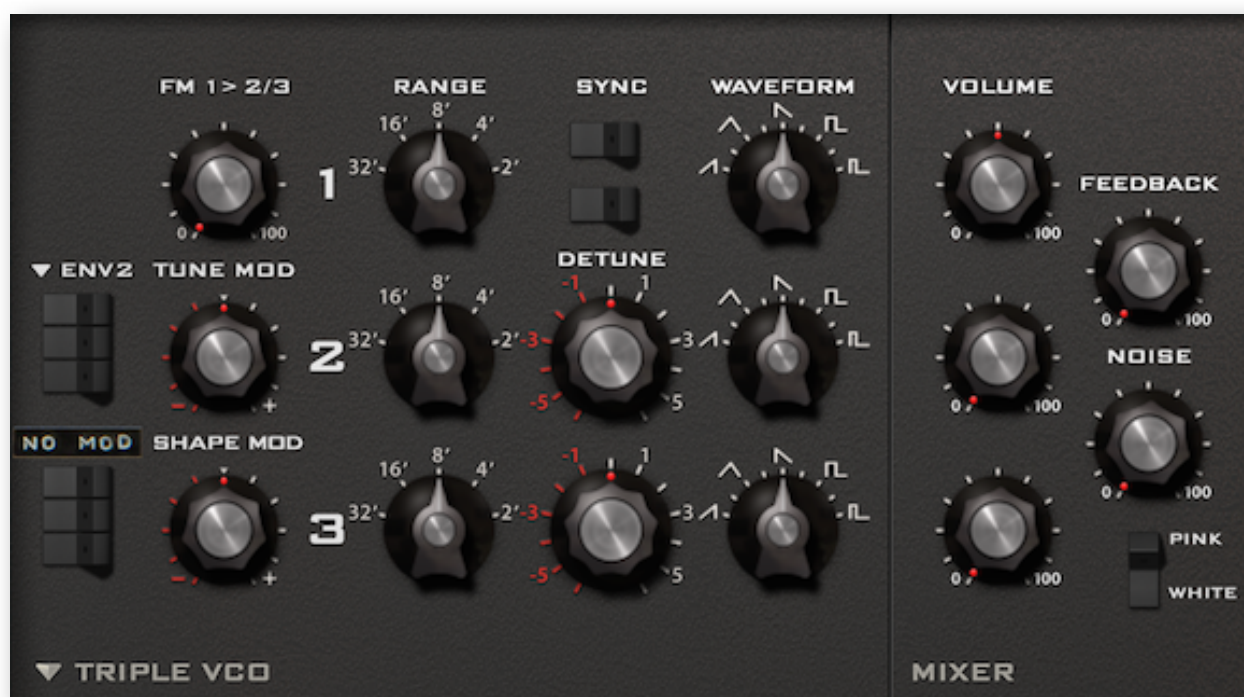 FM 1> 2/3 RANGE SYNC WAVEFORM VOLUME
32' 16' 8' 4' 2'
0 100
1
0 100
FEEDBACK
0 100
ENV2 TUNE MOD DETUNE
32' 16' 8' 4' 2'
-5 -3 -1 1 3 5
- +
2
0 100
NOISE
0 100
NO MOD SHAPE MOD
32' 16' 8' 4' 2'
-5 -3 -1 1 3 5
- +
3
0 100
PINK
WHITE
TRIPLE VCO MIXER